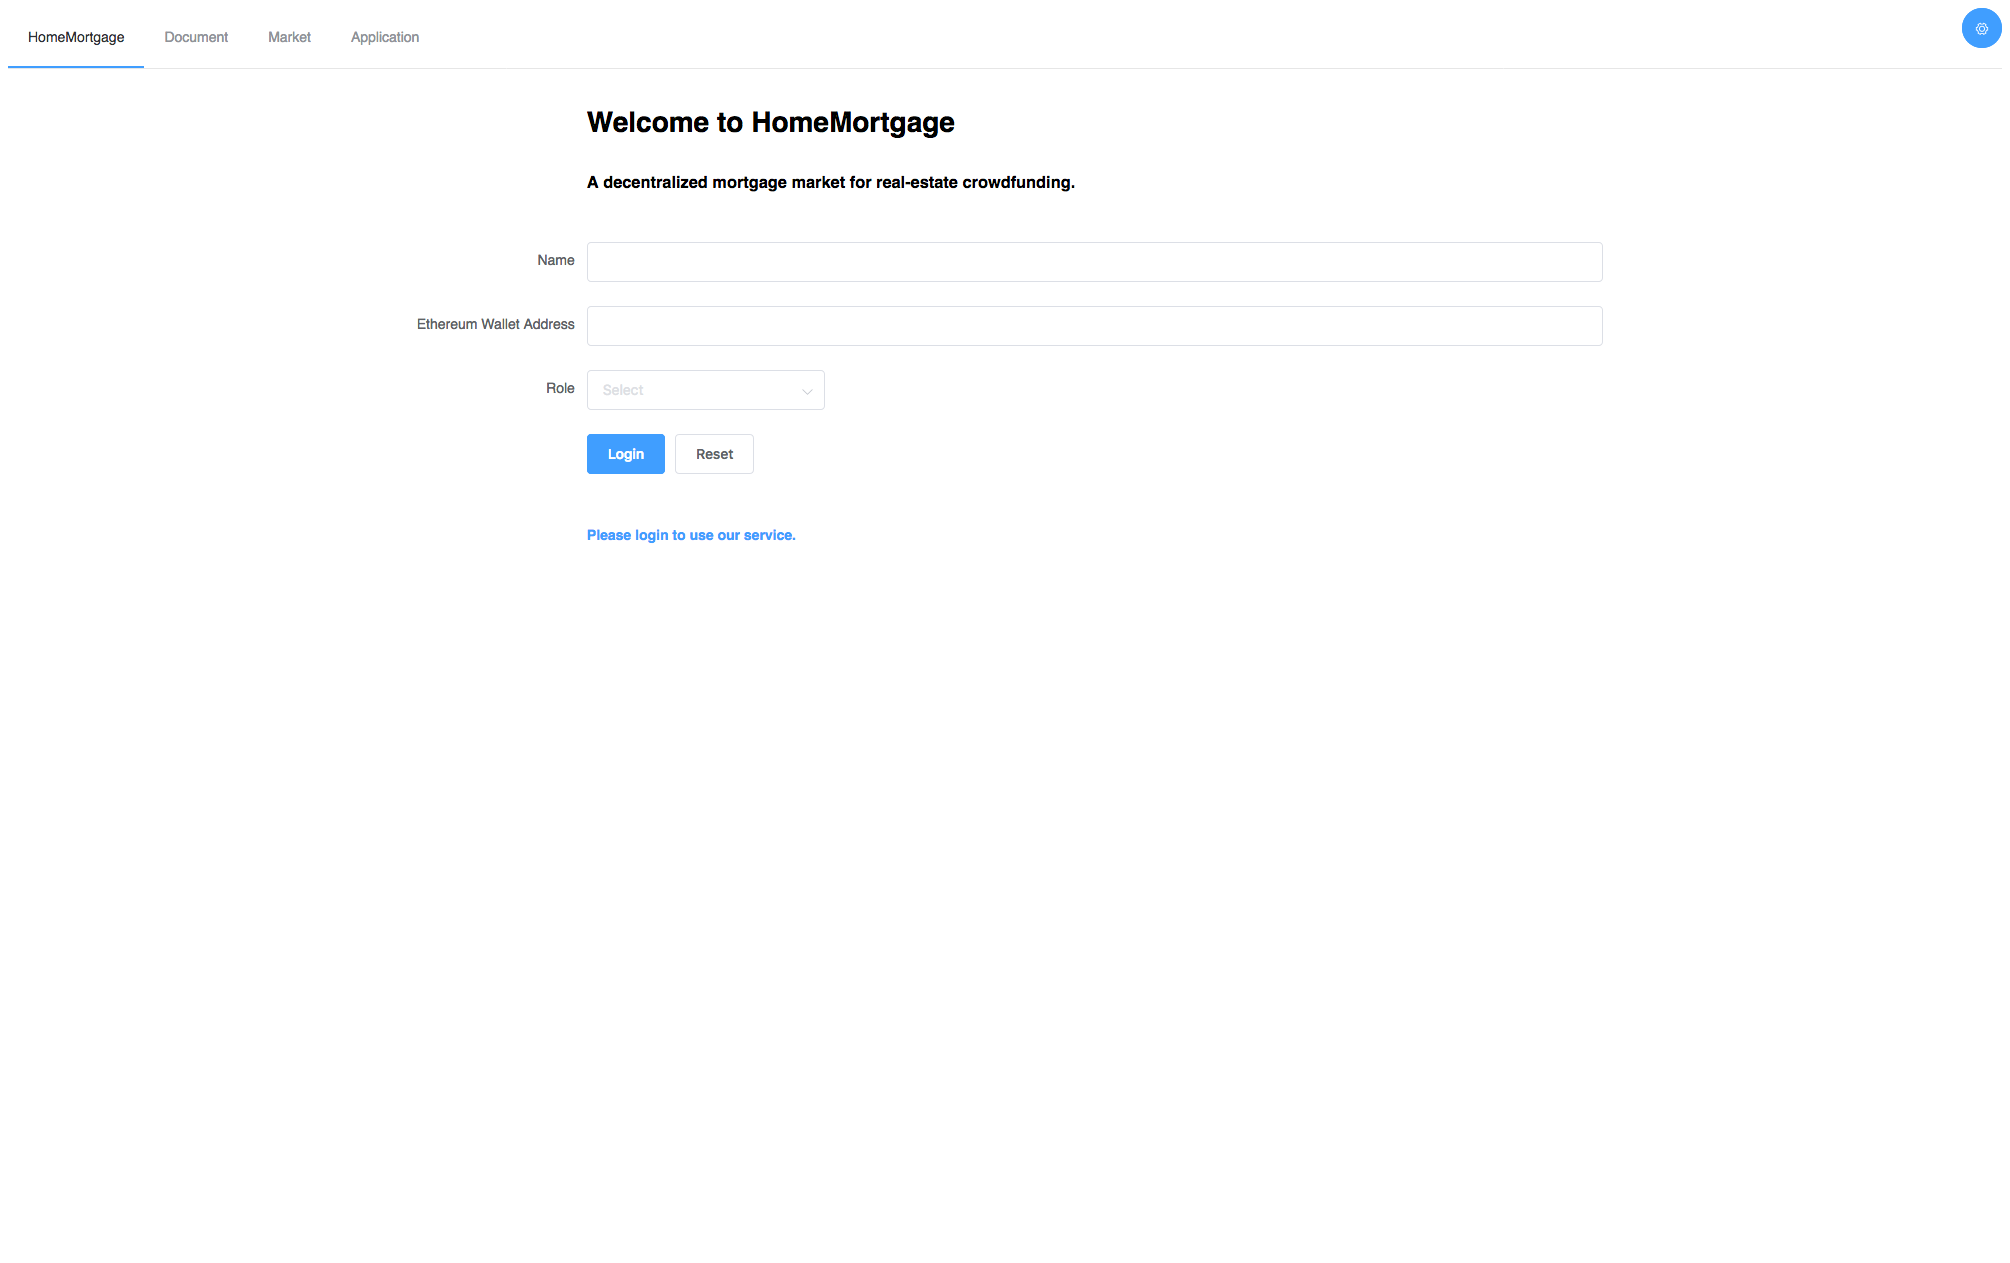 HomeMortgage Document Market Application
Welcome to HomeMortgage
A decentralized mortgage market for real-estate crowdfunding.
Name
Ethereum Wallet Address
Role Select
Login Reset
Please login to use our service.